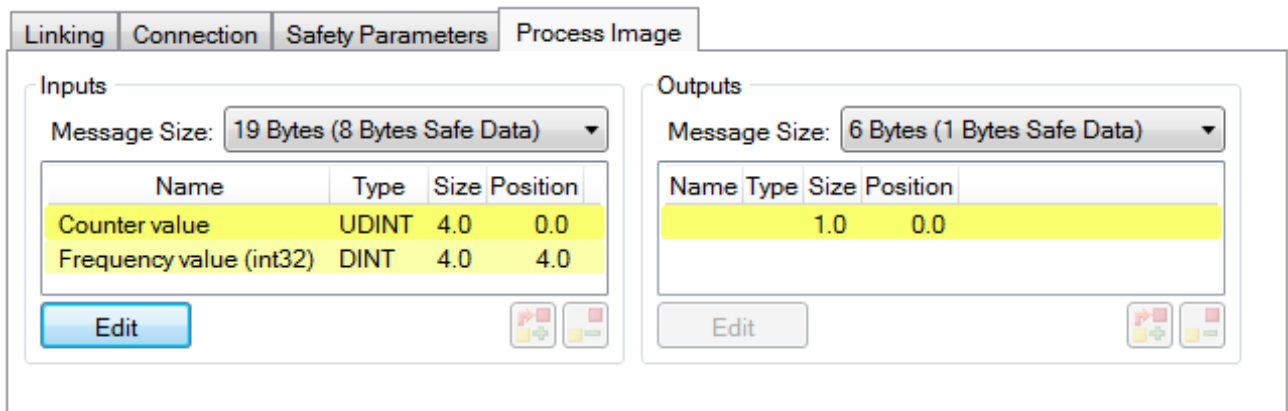 Linking Connection Safety Parameters Process Image
Inputs
Message Size: 19 Bytes (8 Bytes Safe Data)
Name Type Size Position
Counter value UDINT 4.0 0.0
Frequency value (int32) DINT 4.0 4.0
Edit
Outputs
Message Size: 6 Bytes (1 Bytes Safe Data)
Name Type Size Position
1.0 0.0
Edit